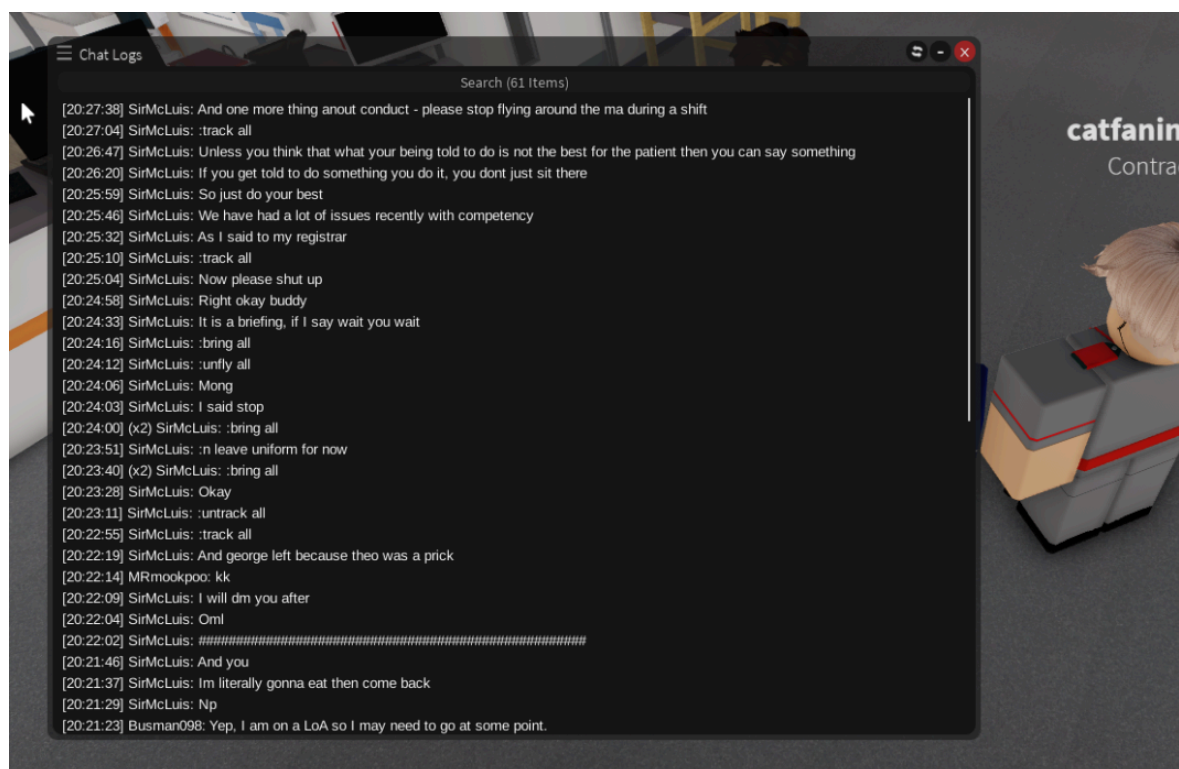 Chat Logs
Search (61 Items)
[20:27:38] SirMcLuis: And one more thing anout conduct - please stop flying around the ma during a shift
[20:27:04] SirMcLuis: :track all
[20:26:47] SirMcLuis: Unless you think that what your being told to do is not the best for the patient then you can say something
[20:26:20] SirMcLuis: If you get told to do something you do it, you dont just sit there
[20:25:59] SirMcLuis: So just do your best
[20:25:46] SirMcLuis: We have had a lot of issues recently with competency
[20:25:32] SirMcLuis: As I said to my registrar
[20:25:10] SirMcLuis: :track all
[20:25:04] SirMcLuis: Now please shut up
[20:24:58] SirMcLuis: Right okay buddy
[20:24:33] SirMcLuis: It is a briefing, if I say wait you wait
[20:24:16] SirMcLuis: :bring all
[20:24:12] SirMcLuis: :unfly all
[20:24:06] SirMcLuis: Mong
[20:24:03] SirMcLuis: I said stop
[20:24:00] (x2) SirMcLuis: :bring all
[20:23:51] SirMcLuis: :n leave uniform for now
[20:23:40] (x2) SirMcLuis: :bring all
[20:23:28] SirMcLuis: Okay
[20:23:11] SirMcLuis: :untrack all
[20:22:55] SirMcLuis: :track all
[20:22:19] SirMcLuis: And george left because theo was a prick
[20:22:14] MRmookpoo: kk
[20:22:09] SirMcLuis: I will dm you after
[20:22:04] SirMcLuis: Oml
[20:22:02] SirMcLuis: ####################################################
[20:21:46] SirMcLuis: And you
[20:21:37] SirMcLuis: Im literally gonna eat then come back
[20:21:29] SirMcLuis: Np
[20:21:23] Busman098: Yep, I am on a LoA so I may need to go at some point.
catfanin
Contra